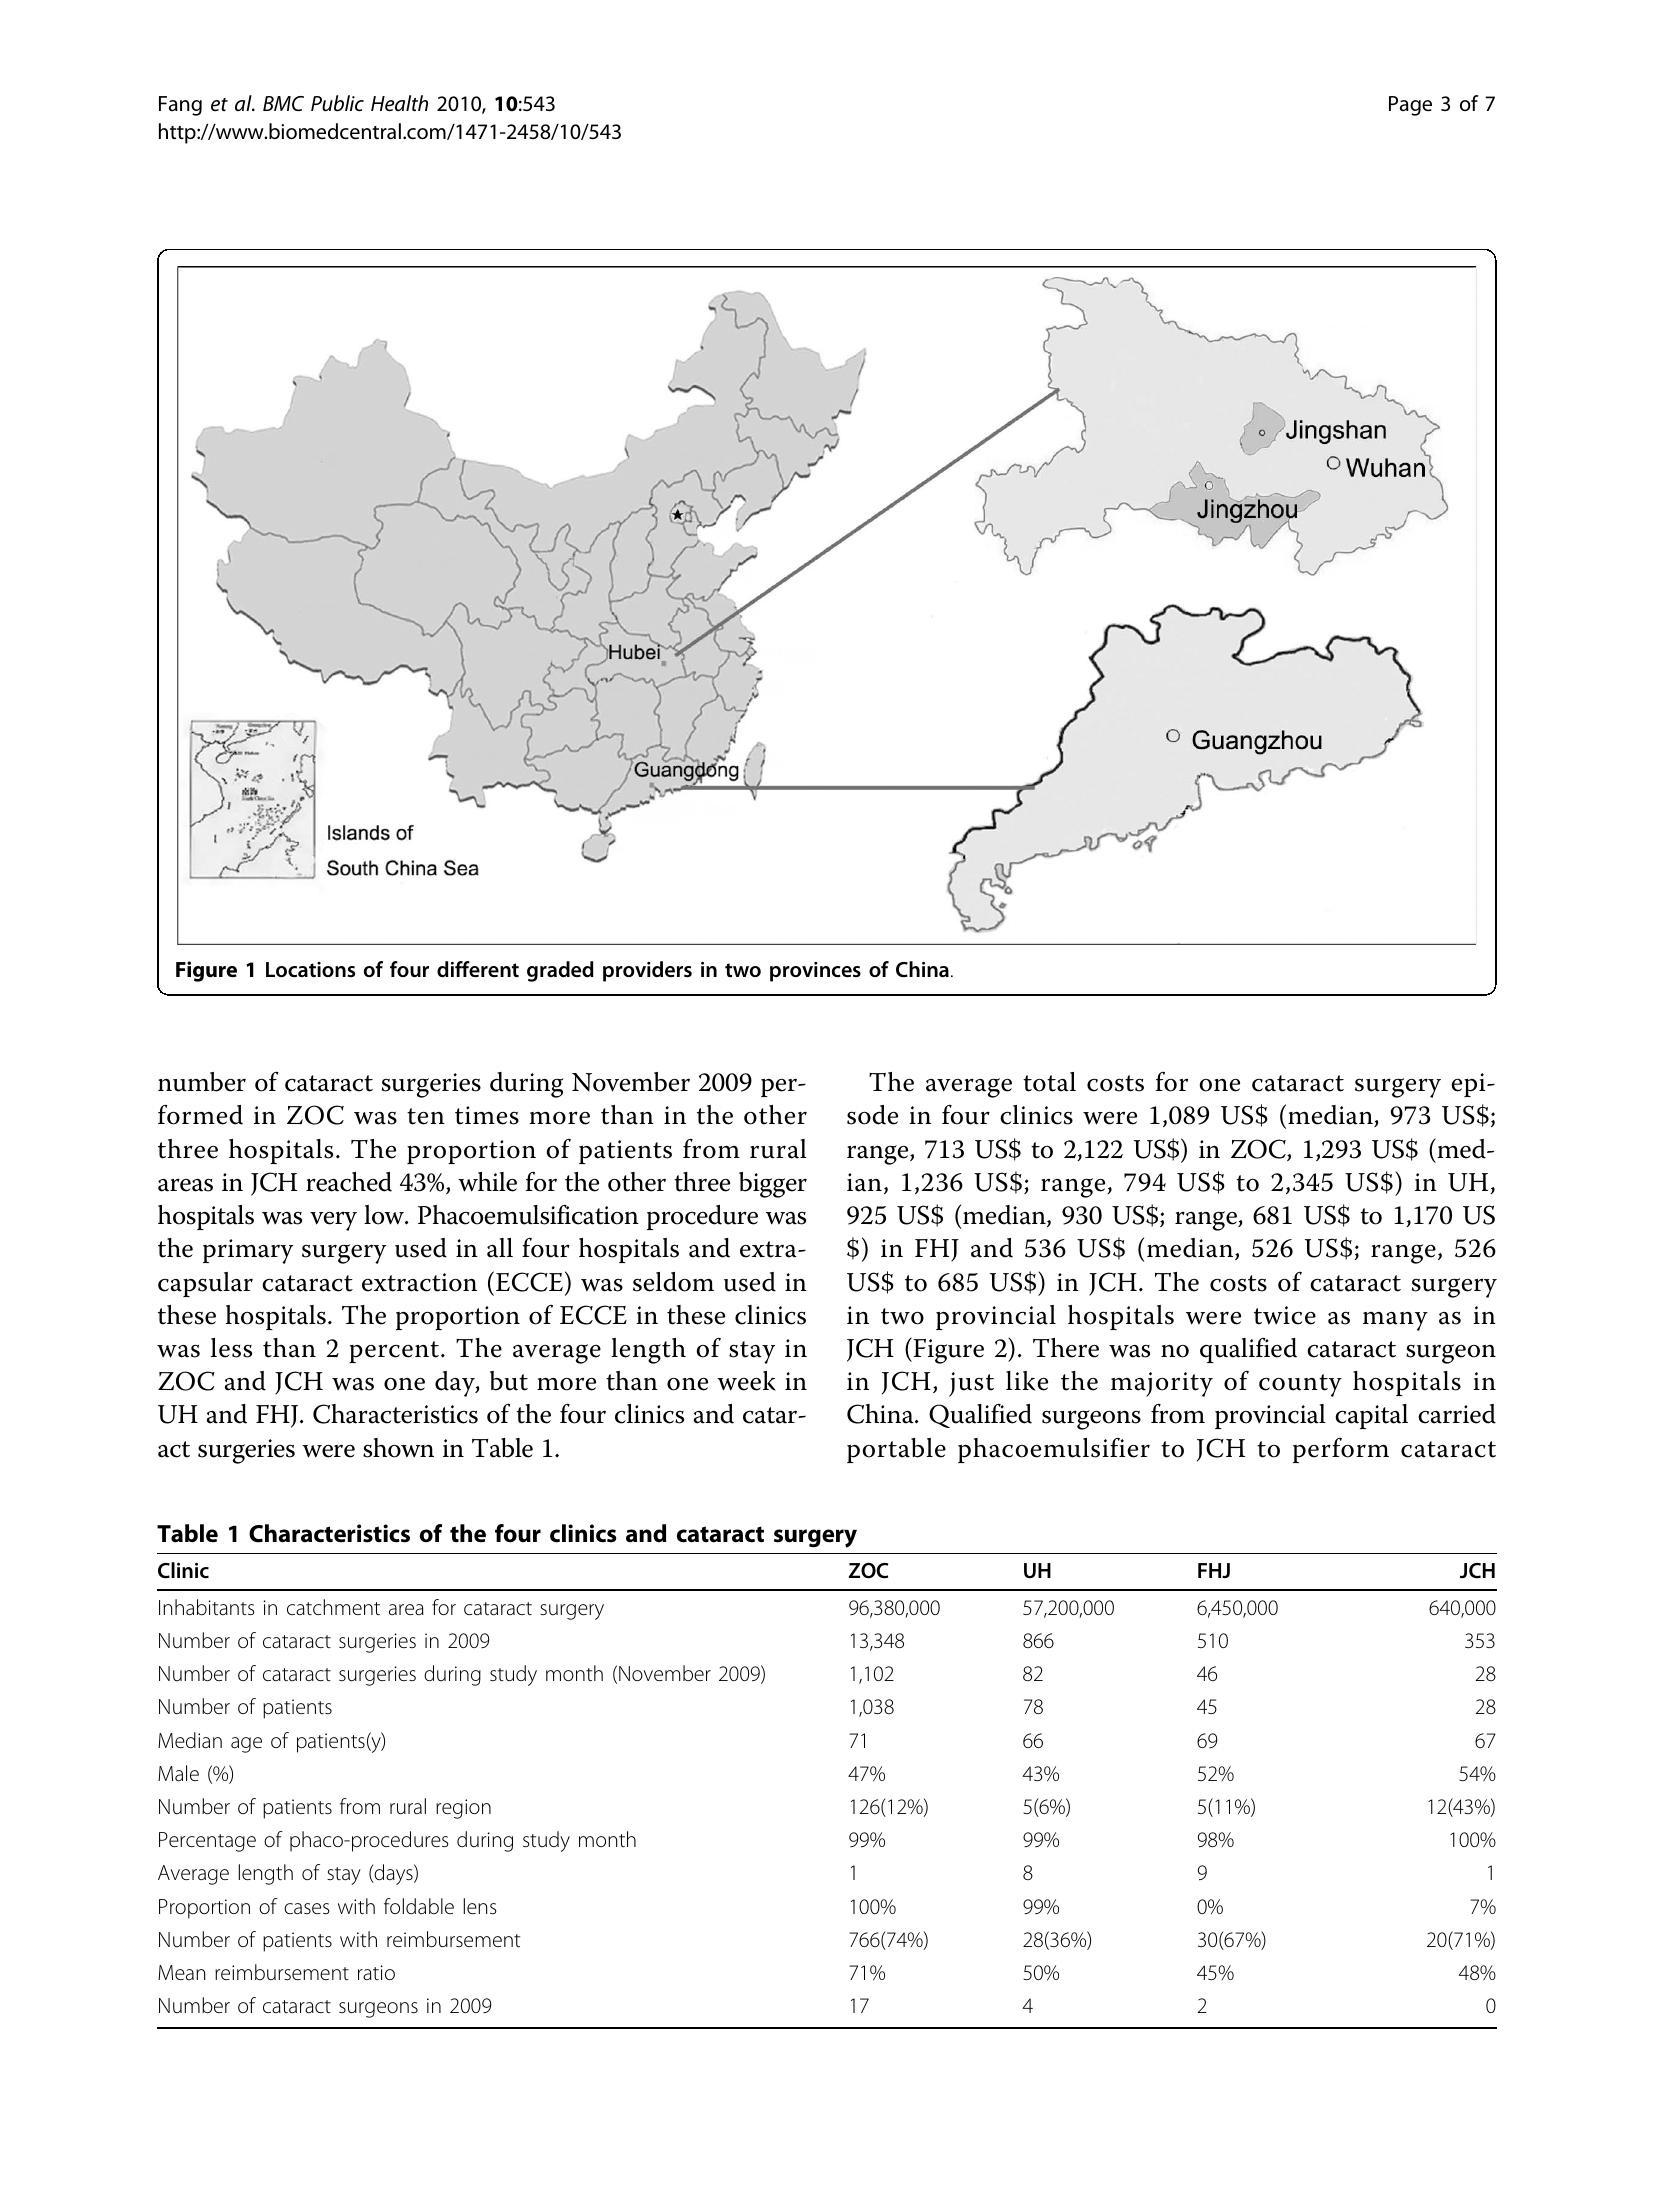 Fang et al. BMC Public Health 2010, 10:543
http://www.biomedcentral.com/1471-2458/10/543
Page 3 of 7
Jingshan
Wuhan
Jingzhou
Hubei
Guangzhou
Guangdong
南海
Islands of
South China Sea
Figure 1 Locations of four different graded providers in two provinces of China.
number of cataract surgeries during November 2009 per-
formed in ZOC was ten times more than in the other
three hospitals. The proportion of patients from rural
areas in JCH reached 43%, while for the other three bigger
hospitals was very low. Phacoemulsification procedure was
the primary surgery used in all four hospitals and extra-
capsular cataract extraction (ECCE) was seldom used in
these hospitals. The proportion of ECCE in these clinics
was less than 2 percent. The average length of stay in
ZOC and JCH was one day, but more than one week in
UH and FHJ. Characteristics of the four clinics and catar-
act surgeries were shown in Table 1.
The average total costs for one cataract surgery epi-
sode in four clinics were 1,089 US$ (median, 973 US$;
range, 713 US$ to 2,122 US$) in ZOC, 1,293 US$ (med-
ian, 1,236 US$; range, 794 US$ to 2,345 US$) in UH,
925 US$ (median, 930 US$; range, 681 US$ to 1,170 US
$) in FHJ and 536 US$ (median, 526 US$; range, 526
US$ to 685 US$) in JCH. The costs of cataract surgery
in two provincial hospitals were twice as many as in
JCH (Figure 2). There was no qualified cataract surgeon
in JCH, just like the majority of county hospitals in
China. Qualified surgeons from provincial capital carried
portable phacoemulsifier to JCH to perform cataract
Table 1 Characteristics of the four clinics and cataract surgery
Clinic ZOC UH FHJ JCH
Inhabitants in catchment area for cataract surgery 96,380,000 57,200,000 6,450,000 640,000
Number of cataract surgeries in 2009 13,348 866 510 353
Number of cataract surgeries during study month (November 2009) 1,102 82 46 28
Number of patients 1,038 78 45 28
Median age of patients(y) 71 66 69 67
Male (%) 47% 43% 52% 54%
Number of patients from rural region 126(12%) 5(6%) 5(11%) 12(43%)
Percentage of phaco-procedures during study month 99% 99% 98% 100%
Average length of stay (days) 1 8 9 1
Proportion of cases with foldable lens 100% 99% 0% 7%
Number of patients with reimbursement 766(74%) 28(36%) 30(67%) 20(71%)
Mean reimbursement ratio 71% 50% 45% 48%
Number of cataract surgeons in 2009 17 4 2 0